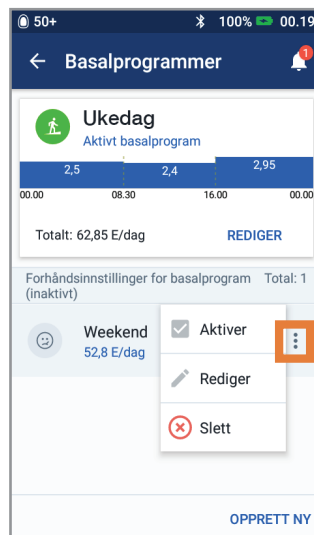 50+ 100% 00.19
Basalprogrammer 1
Ukedag
Aktivt basalprogram
2,5 2,4 2,95
00.00 08.30 16.00 00.00
Totalt: 62,85 E/dag REDIGER
Forhåndsinnstillinger for basalprogram Total: 1
(inaktivt)
Weekend
52,8 E/dag
Aktiver
Rediger
Slett
OPPRETT NY